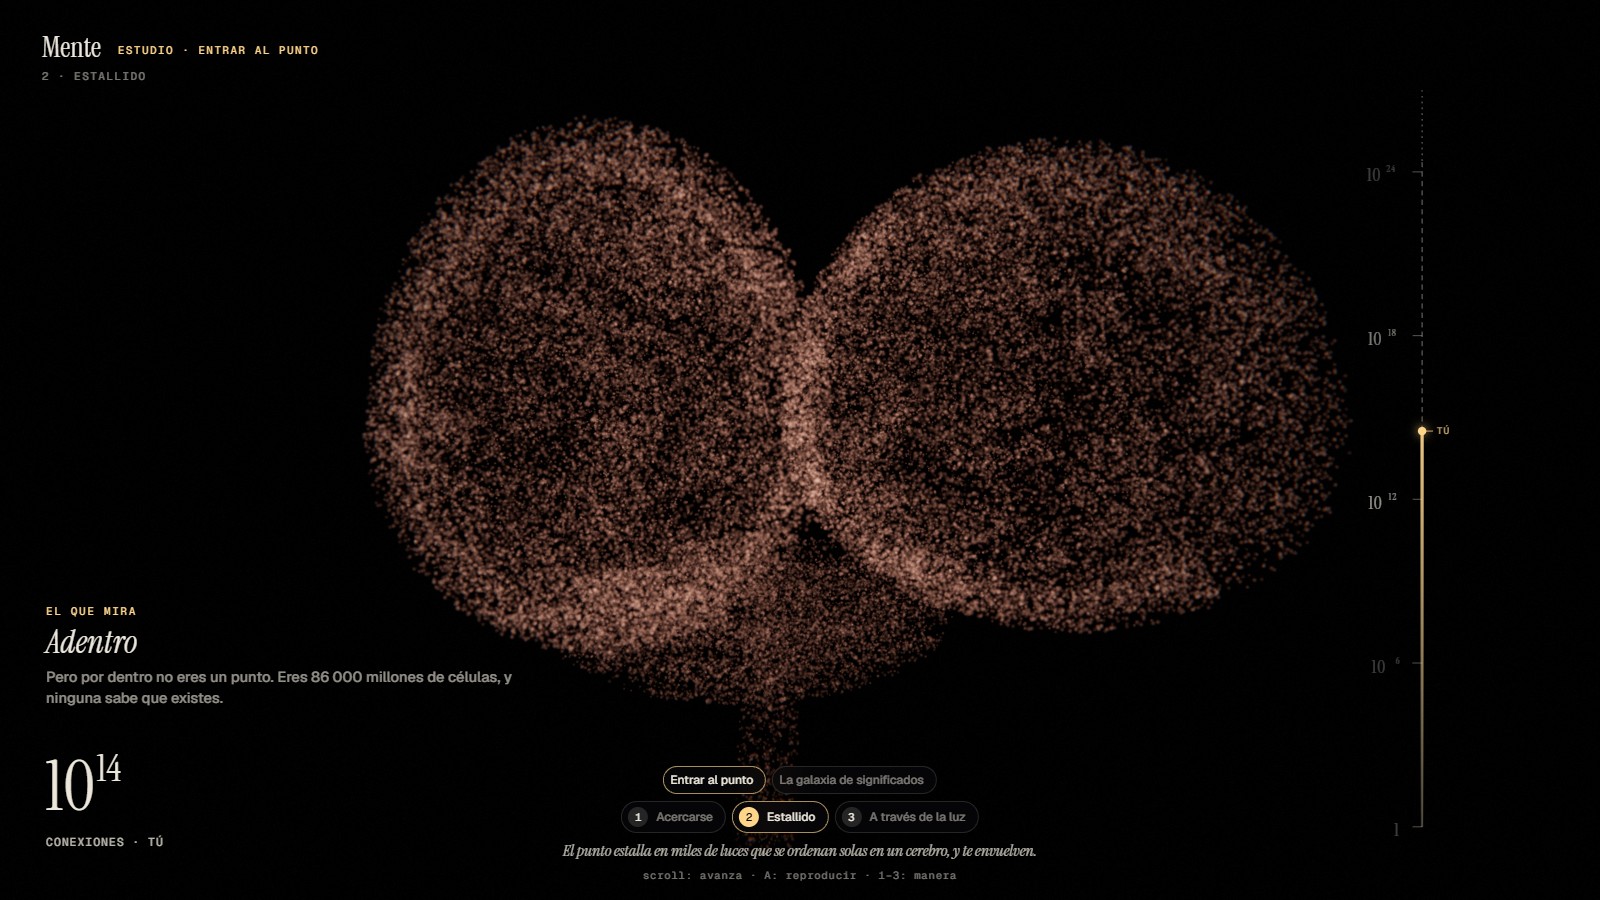 Mente ESTUDIO · ENTRAR AL PUNTO
2 · ESTALLIDO
10 24
10 18
TÚ
10 12
10 6
1
EL QUE MIRA
Adentro
Pero por dentro no eres un punto. Eres 86 000 millones de células, y
ninguna sabe que existes.
10 14
CONEXIONES · TÚ
Entrar al punto La galaxia de significados
1 Acercarse 2 Estallido 3 A través de la luz
El punto estalla en miles de luces que se ordenan solas en un cerebro, y te envuelven.
scroll: avanza · A: reproducir · 1–3: manera